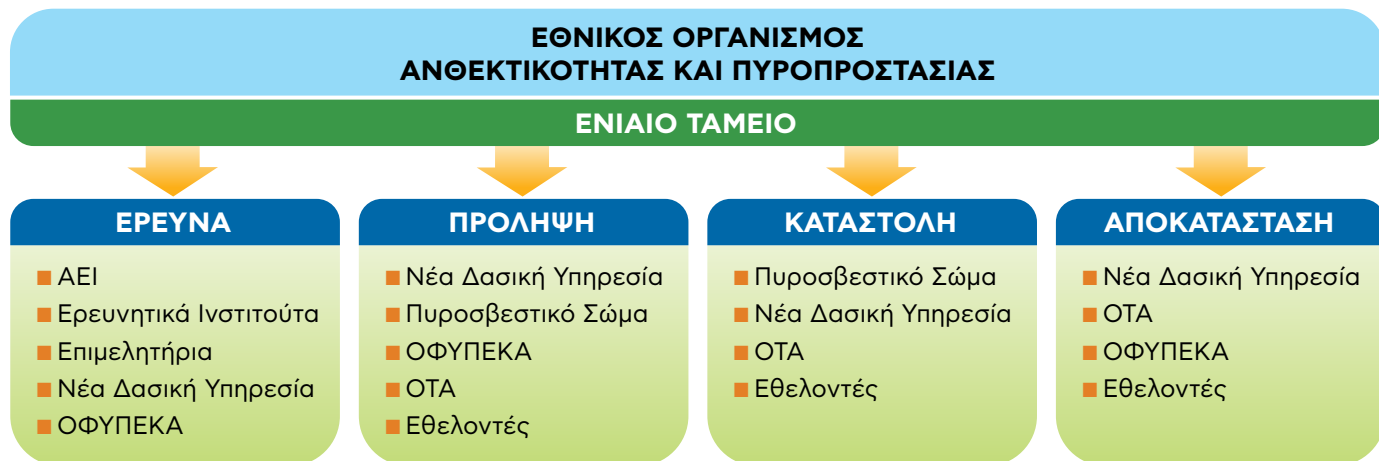 ΕΘΝΙΚΟΣ ΟΡΓΑΝΙΣΜΟΣ
ΑΝΘΕΚΤΙΚΟΤΗΤΑΣ ΚΑΙ ΠΥΡΟΠΡΟΣΤΑΣΙΑΣ
ΕΝΙΑΙΟ ΤΑΜΕΙΟ
ΕΡΕΥΝΑ
ΑΕΙ
Ερευνητικά Ινστιτούτα
Επιμελητήρια
Νέα Δασική Υπηρεσία
ΟΦΥΠΕΚΑ
ΠΡΟΛΗΨΗ
Νέα Δασική Υπηρεσία
Πυροσβεστικό Σώμα
ΟΦΥΠΕΚΑ
ΟΤΑ
Εθελοντές
ΚΑΤΑΣΤΟΛΗ
Πυροσβεστικό Σώμα
Νέα Δασική Υπηρεσία
ΟΤΑ
Εθελοντές
ΑΠΟΚΑΤΑΣΤΑΣΗ
Νέα Δασική Υπηρεσία
ΟΤΑ
ΟΦΥΠΕΚΑ
Εθελοντές